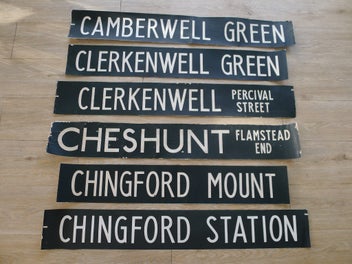 CAMBERWELL GREEN
CLERKENWELL GREEN
CLERKENWELL PERCIVAL STREET
CHESHUNT FLAMSTEAD END
CHINGFORD MOUNT
CHINGFORD STATION